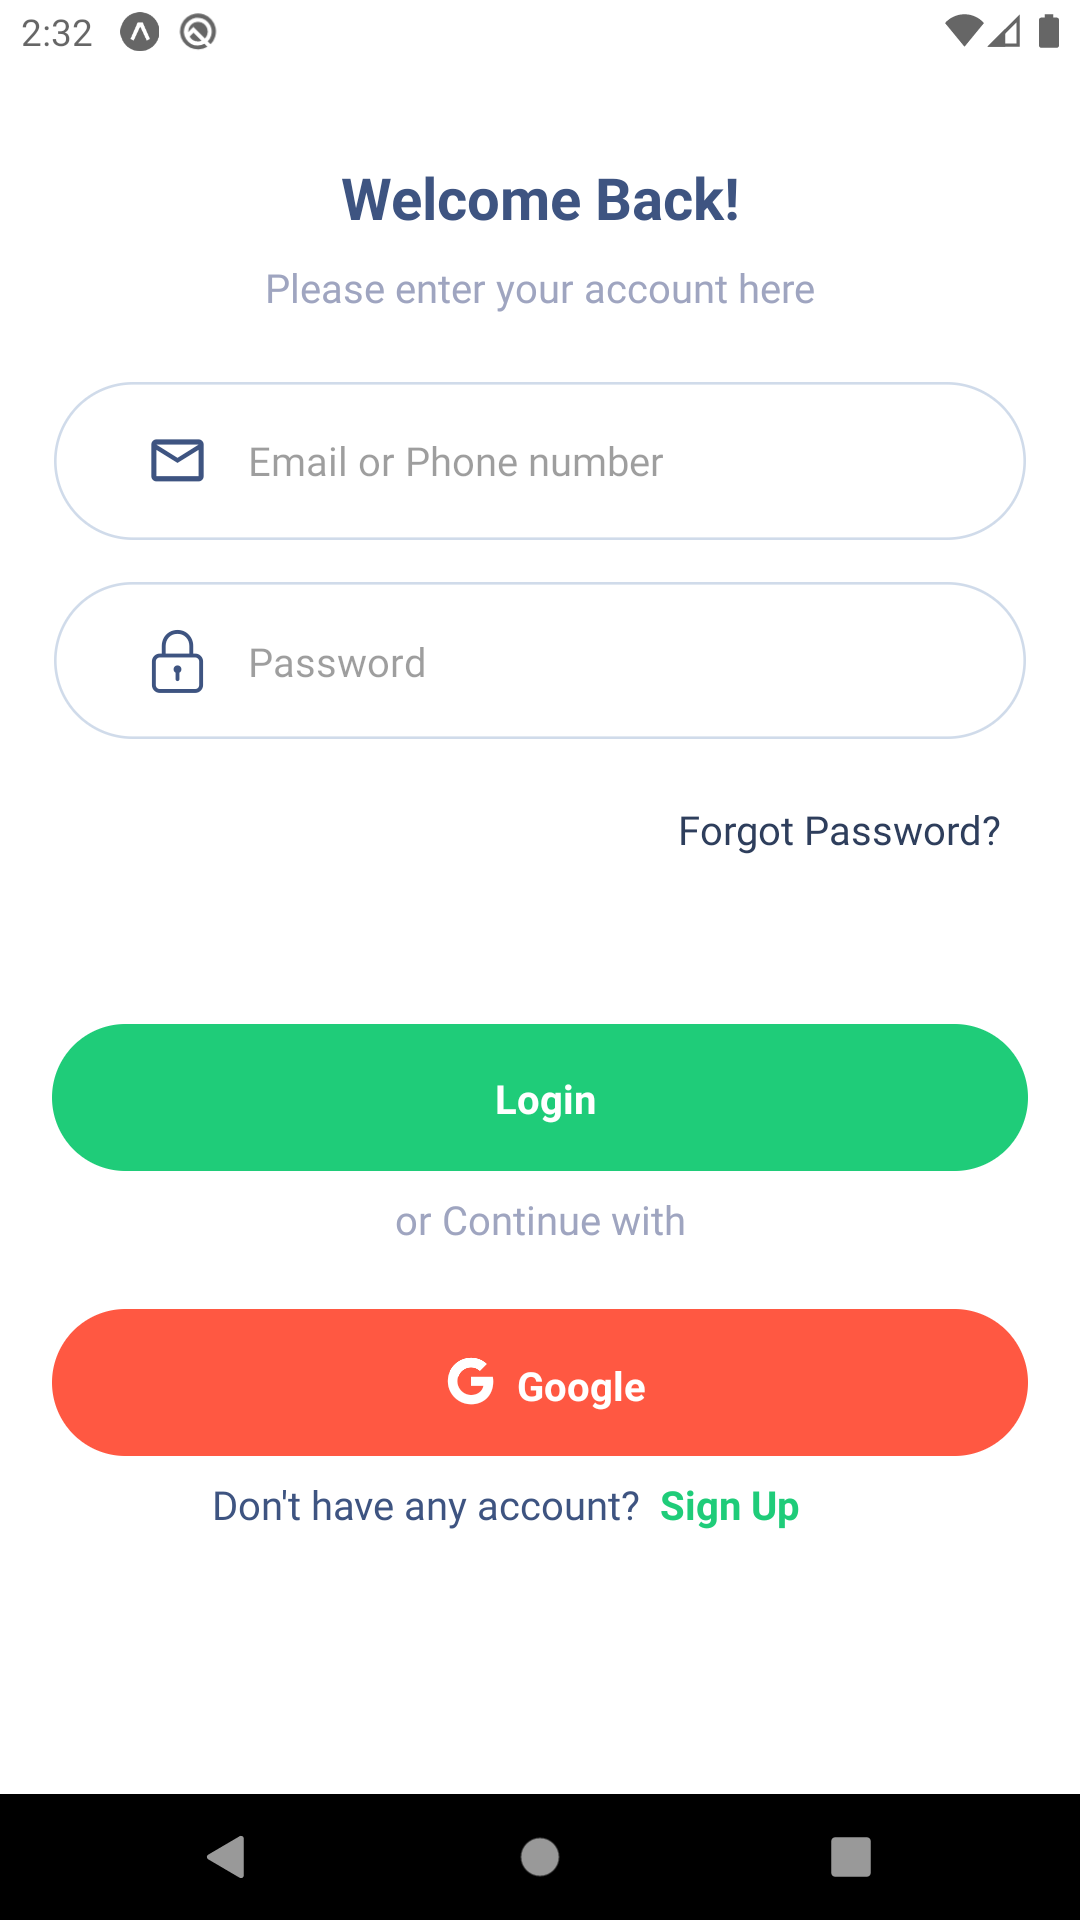 2:32
Welcome Back!
Please enter your account here
Email or Phone number
Password
Forgot Password?
Login
or Continue with
Google
Don't have any account? Sign Up